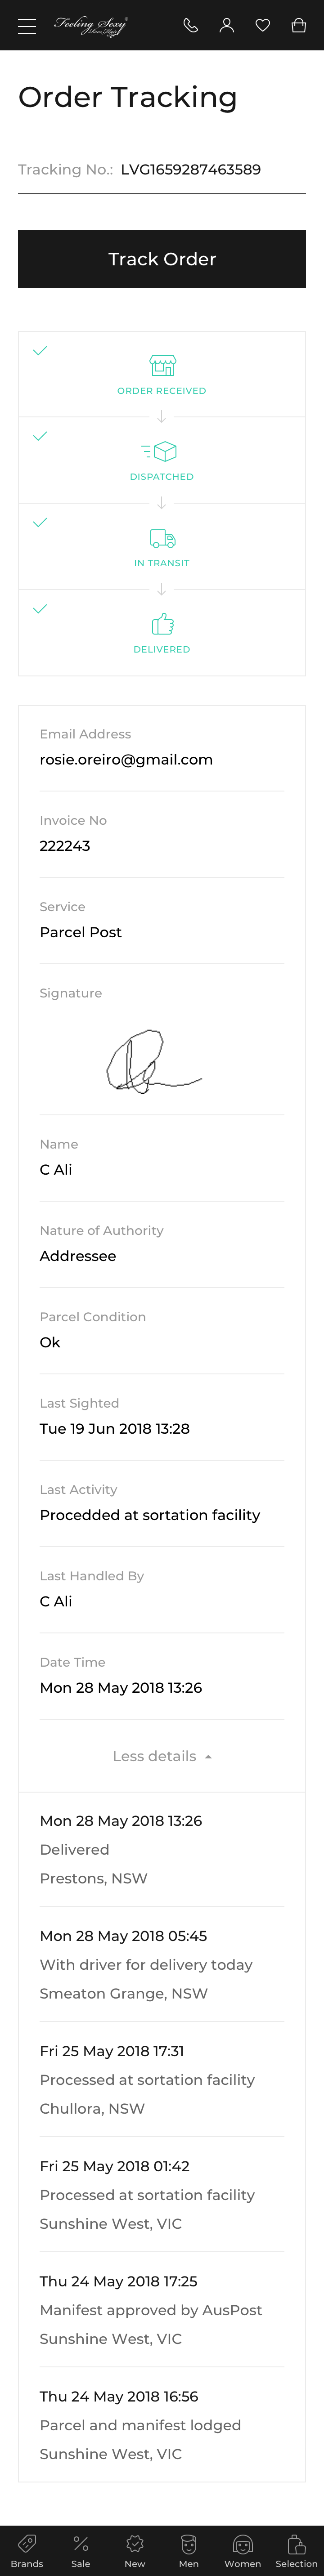 Feeling Sexy
Order Tracking
Tracking No.: LVG1659287463589
Track Order
ORDER RECEIVED
DISPATCHED
IN TRANSIT
DELIVERED
Email Address
rosie.oreiro@gmail.com
Invoice No
222243
Service
Parcel Post
Signature
Name
C Ali
Nature of Authority
Addressee
Parcel Condition
Ok
Last Sighted
Tue 19 Jun 2018 13:28
Last Activity
Procedded at sortation facility
Last Handled By
C Ali
Date Time
Mon 28 May 2018 13:26
Less details
Mon 28 May 2018 13:26
Delivered
Prestons, NSW
Mon 28 May 2018 05:45
With driver for delivery today
Smeaton Grange, NSW
Fri 25 May 2018 17:31
Processed at sortation facility
Chullora, NSW
Fri 25 May 2018 01:42
Processed at sortation facility
Sunshine West, VIC
Thu 24 May 2018 17:25
Manifest approved by AusPost
Sunshine West, VIC
Thu 24 May 2018 16:56
Parcel and manifest lodged
Sunshine West, VIC
Brands Sale New Men Women Selection